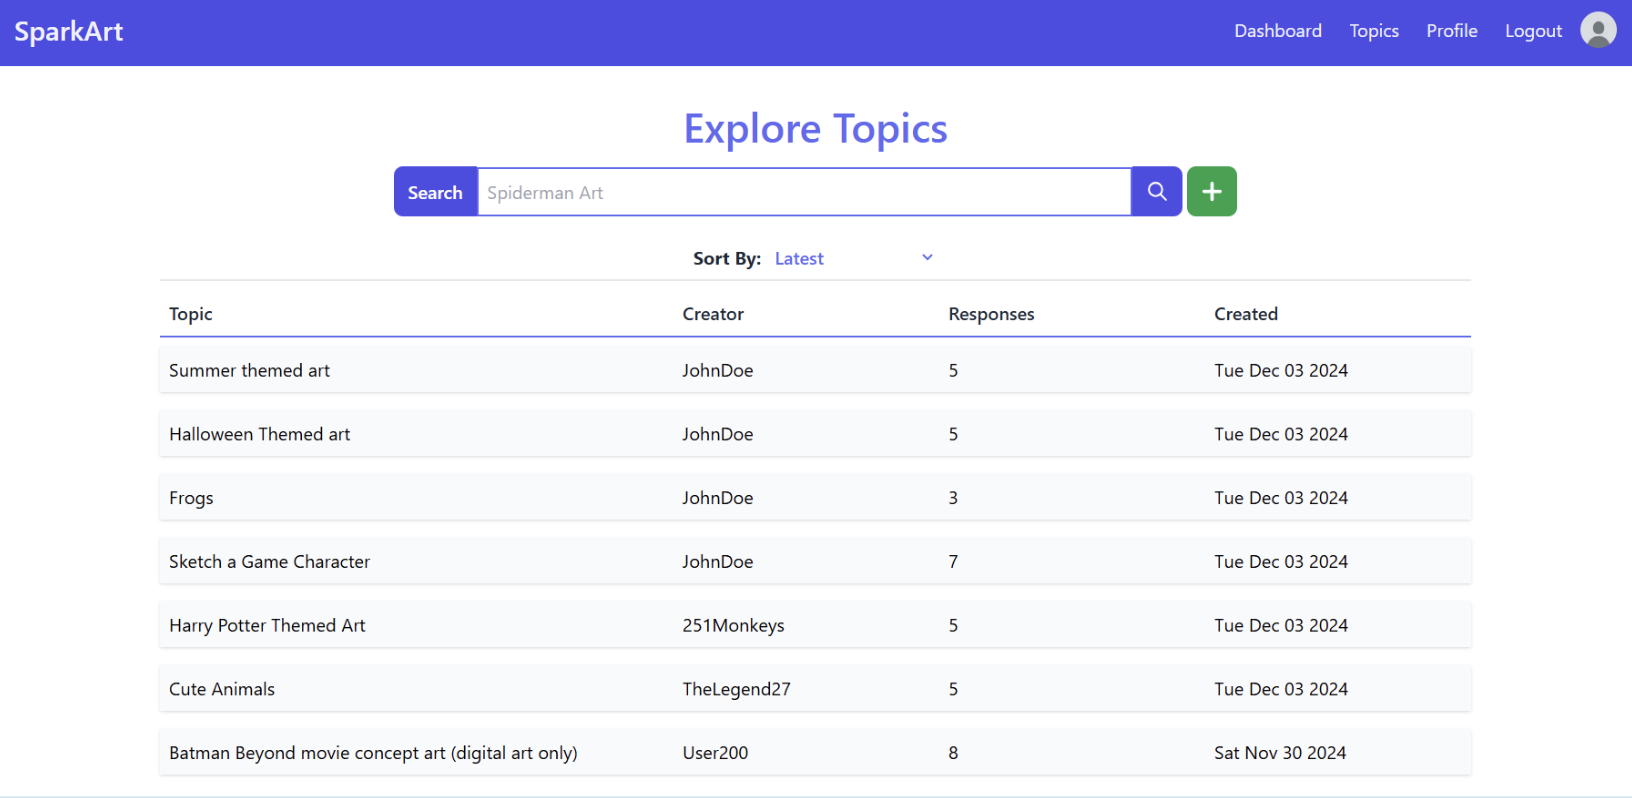 SparkArt Dashboard Topics Profile Logout
Explore Topics
Search Spiderman Art
Sort By: Latest
Topic Creator Responses Created
Summer themed art JohnDoe 5 Tue Dec 03 2024
Halloween Themed art JohnDoe 5 Tue Dec 03 2024
Frogs JohnDoe 3 Tue Dec 03 2024
Sketch a Game Character JohnDoe 7 Tue Dec 03 2024
Harry Potter Themed Art 251Monkeys 5 Tue Dec 03 2024
Cute Animals TheLegend27 5 Tue Dec 03 2024
Batman Beyond movie concept art (digital art only) User200 8 Sat Nov 30 2024